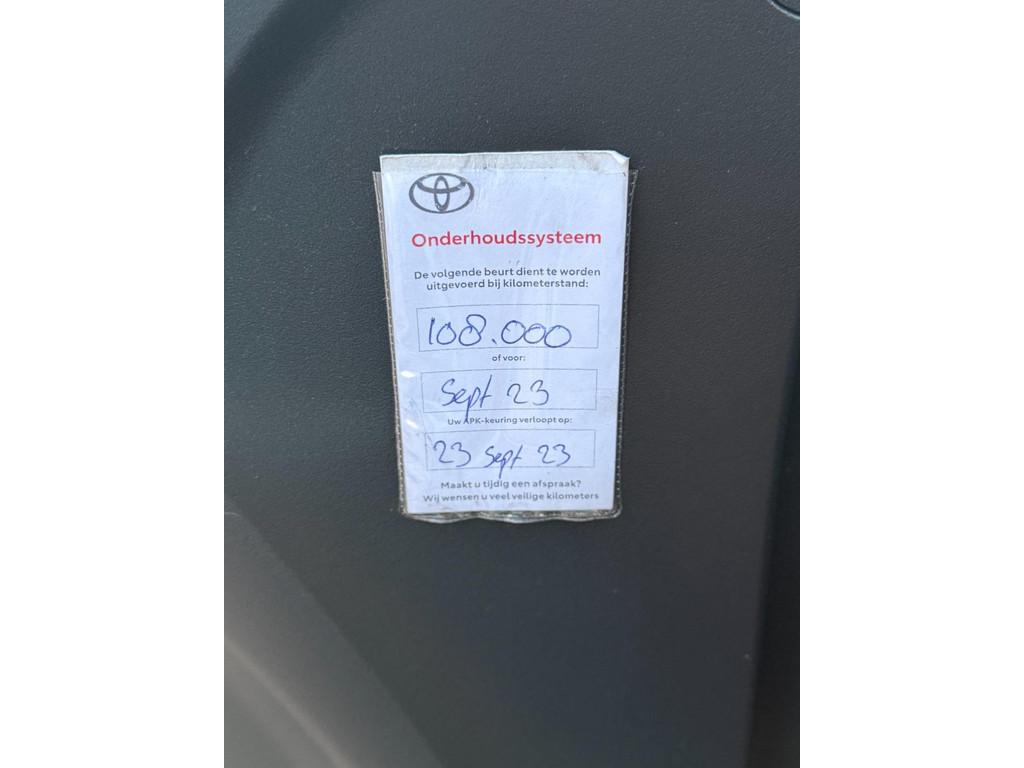 Onderhoudssysteem
De volgende beurt dient te worden
uitgevoerd bij kilometerstand:
108.000
of voor:
Sept 23
Uw APK-keuring verloopt op:
23 Sept 23
Maakt u tijdig een afspraak?
Wij wensen u veel veilige kilometers